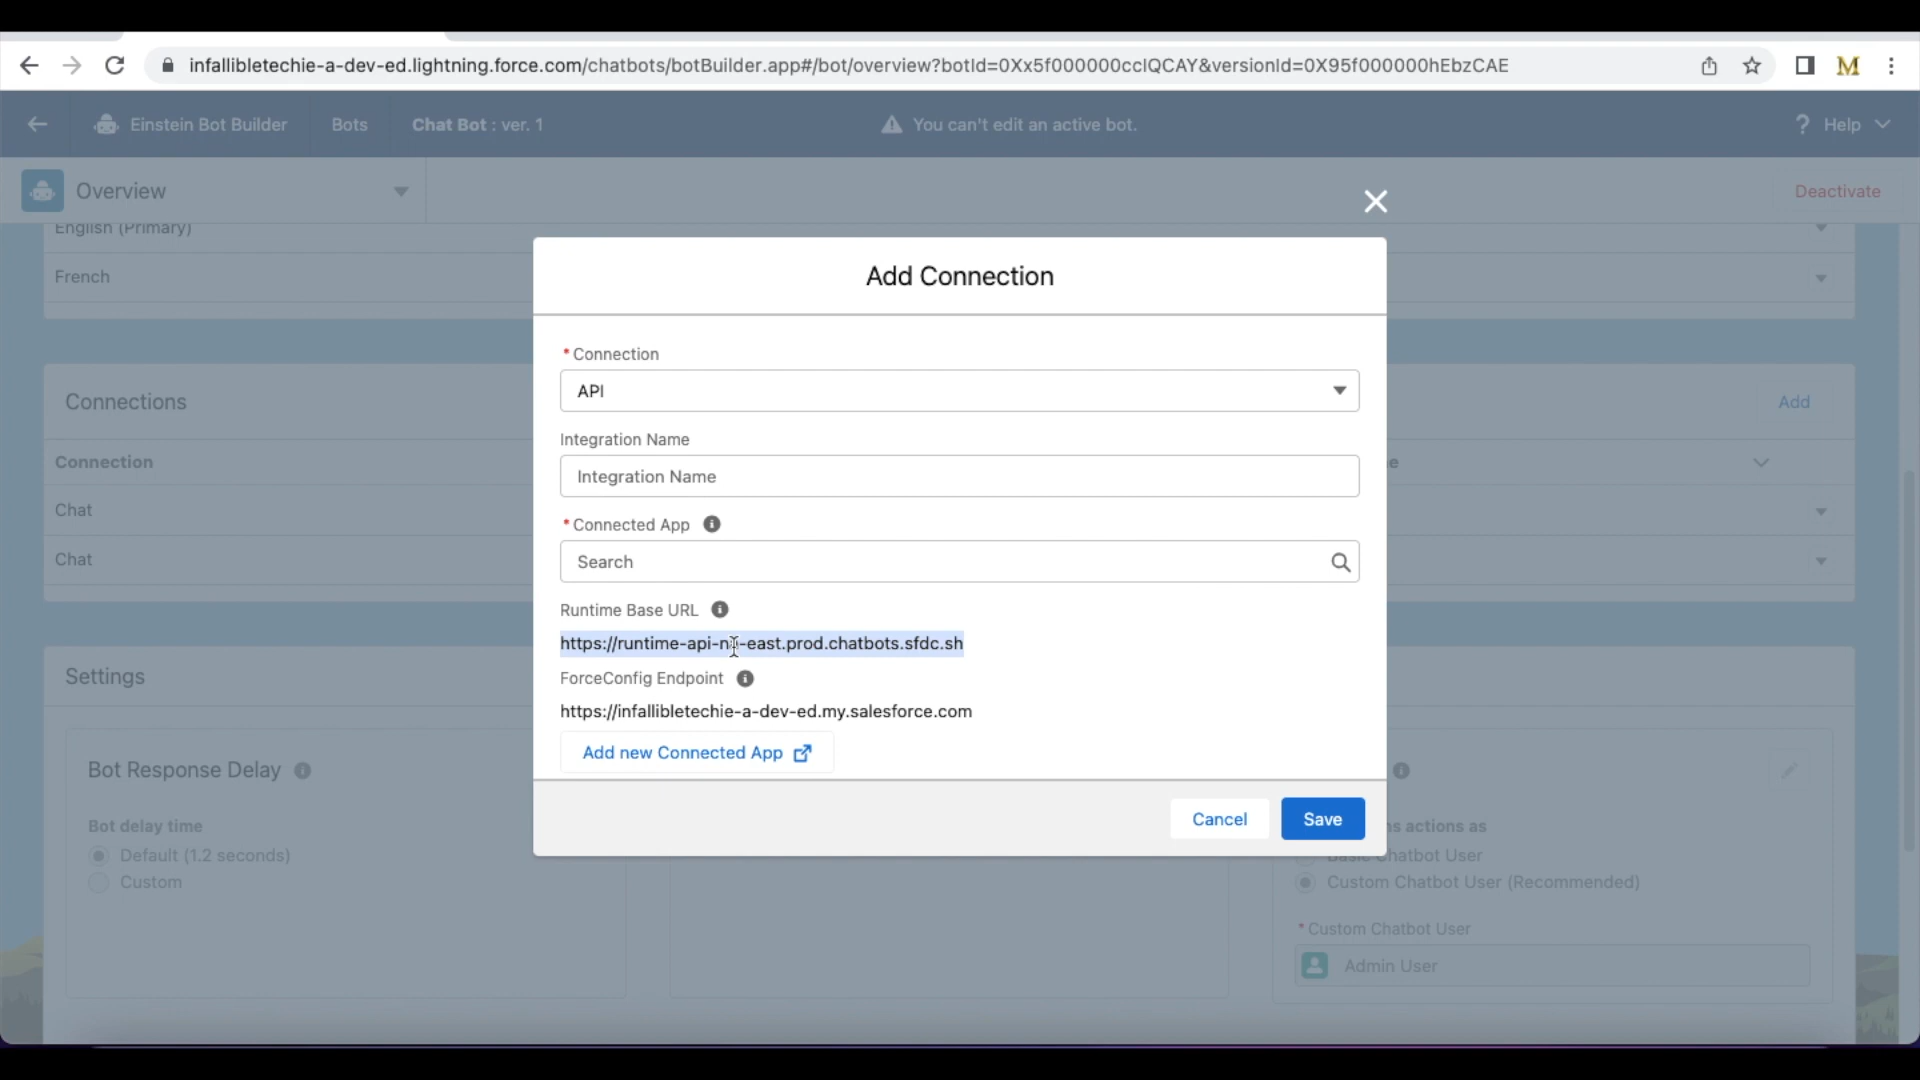 infallibletechie-a-dev-ed.lightning.force.com/chatbots/botBuilder.app#/bot/overview?botId=0Xx5f000000cclQCAY&versionId=0X95f000000hEbzCAE
Einstein Bot Builder
Bots
Chat Bot : ver. 1
You can't edit an active bot.
? Help
Overview
Deactivate
English (Primary)
French
Connections
Add
Connection
Chat
Chat
Settings
Bot Response Delay
Bot delay time
Default (1.2 seconds)
Custom
Add Connection
* Connection
API
Integration Name
Integration Name
* Connected App
Search
Runtime Base URL
https://runtime-api-na-east.prod.chatbots.sfdc.sh
ForceConfig Endpoint
https://infallibletechie-a-dev-ed.my.salesforce.com
Add new Connected App
Cancel
Save
actions as
Basic Chatbot User
Custom Chatbot User (Recommended)
* Custom Chatbot User
Admin User